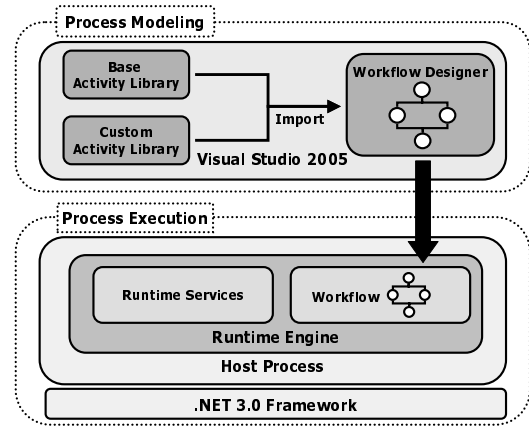 Process Modeling
Base
Activity Library
Custom
Activity Library
Import
Workflow Designer
Visual Studio 2005
Process Execution
Runtime Services
Workflow
Runtime Engine
Host Process
.NET 3.0 Framework